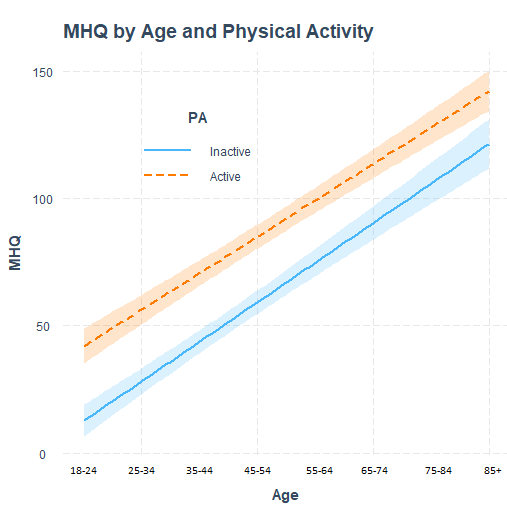 MHQ by Age and Physical Activity
150
PA
Inactive
Active
100
MHQ
50
0
18-24 25-34 35-44 45-54 55-64 65-74 75-84 85+
Age